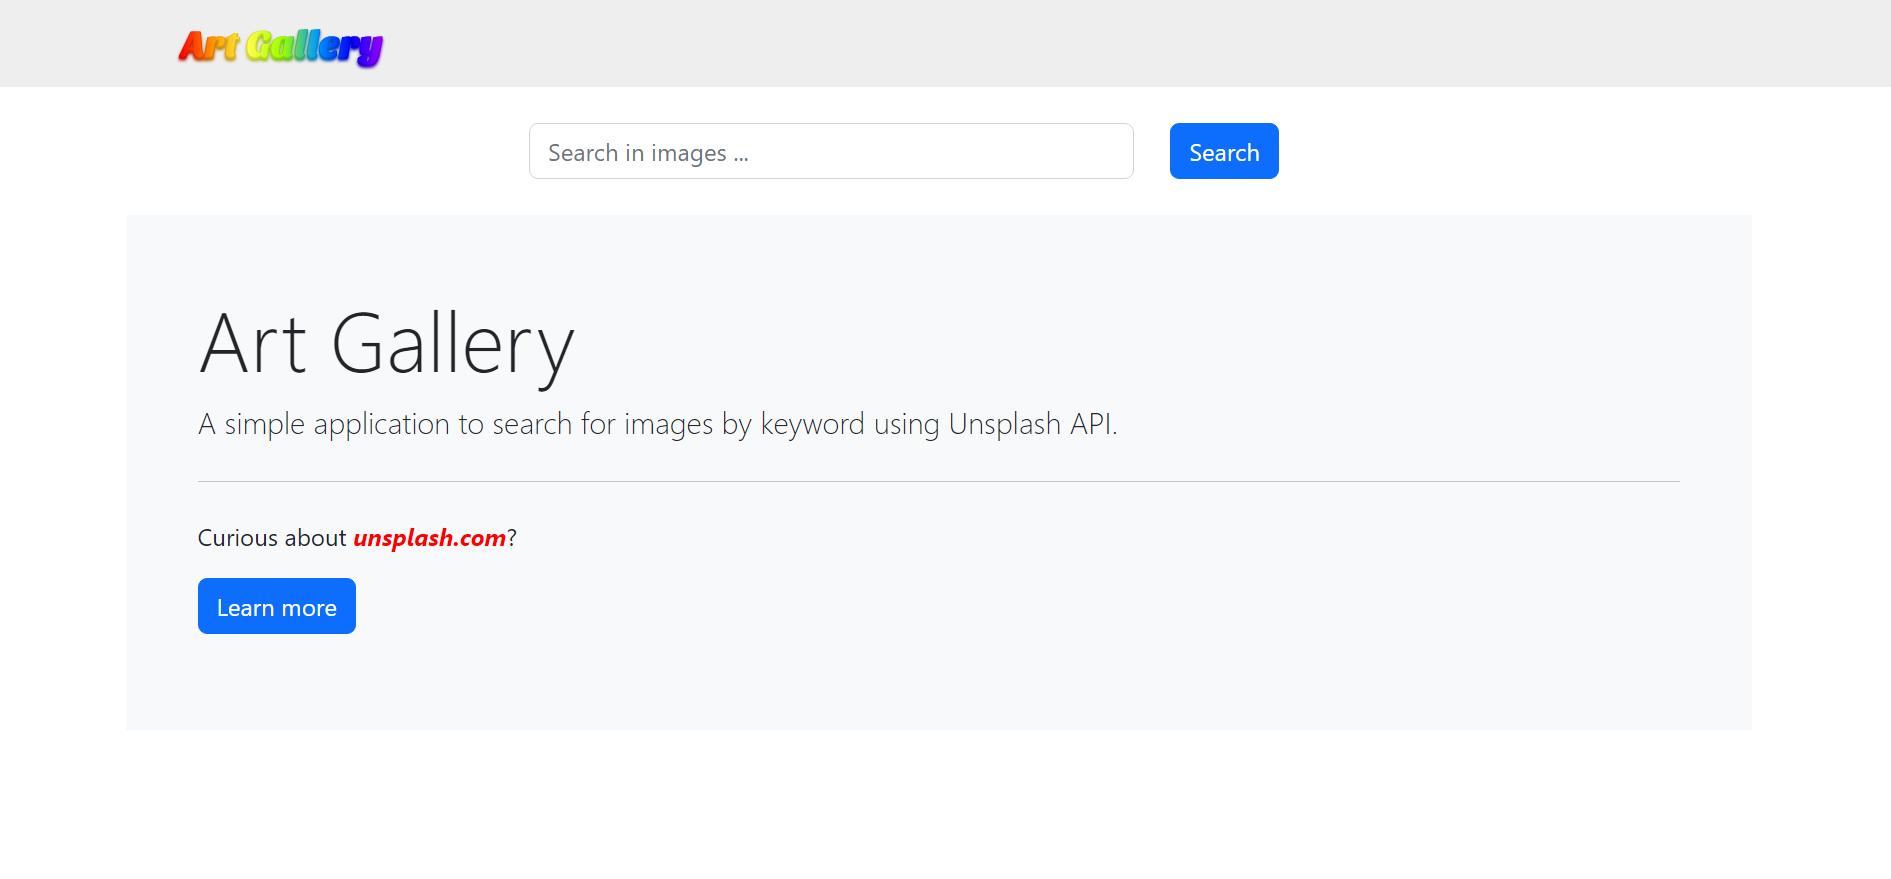 Art Gallery
Search in images ...
Search
Art Gallery
A simple application to search for images by keyword using Unsplash API.
Curious about unsplash.com?
Learn more